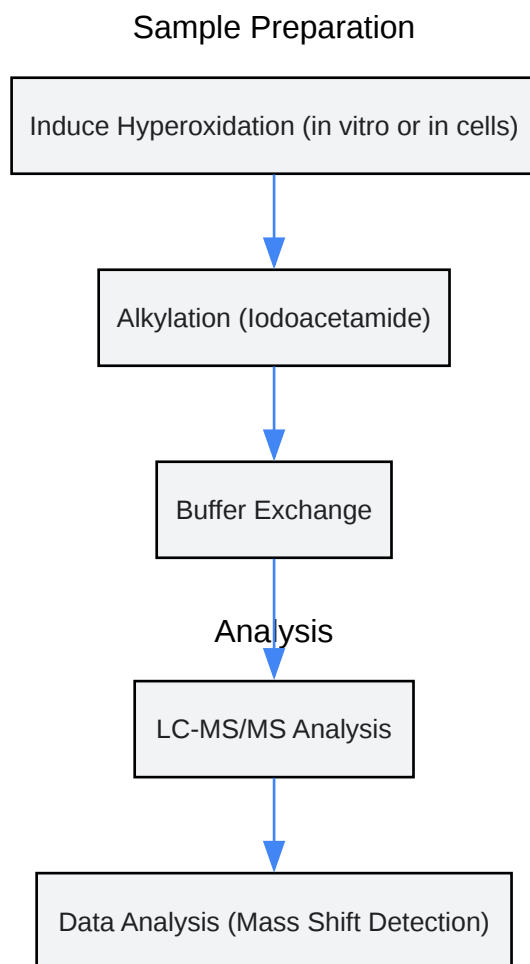 Sample Preparation
Induce Hyperoxidation (in vitro or in cells)
Alkylation (Iodoacetamide)
Buffer Exchange
Analysis
LC-MS/MS Analysis
Data Analysis (Mass Shift Detection)